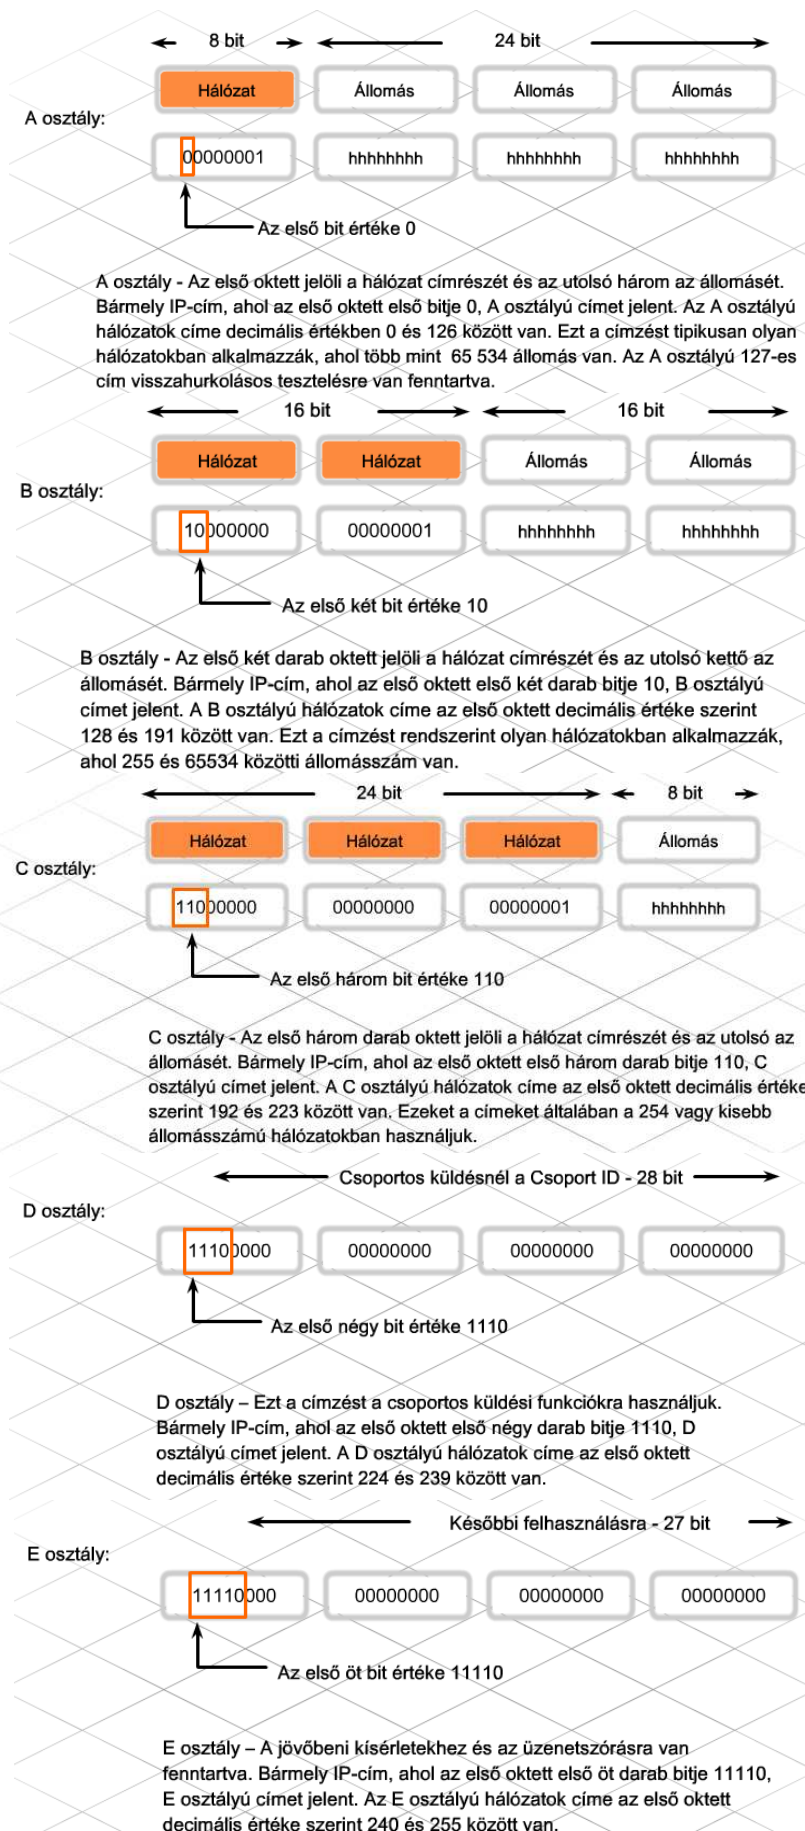 8 bit 24 bit
Hálózat Állomás Állomás Állomás
A osztály:
00000001 hhhhhhhh hhhhhhhh hhhhhhhh
Az első bit értéke 0
A osztály - Az első oktett jelöli a hálózat címrészét és az utolsó három az állomásét.
Bármely IP-cím, ahol az első oktett első bitje 0, A osztályú címet jelent. Az A osztályú
hálózatok címe decimális értékben 0 és 126 között van. Ezt a címzést tipikusan olyan
hálózatokban alkalmazzák, ahol több mint 65 534 állomás van. Az A osztályú 127-es
cím visszahurkolásos tesztelésre van fenntartva.
16 bit 16 bit
Hálózat Hálózat Állomás Állomás
B osztály:
10000000 00000001 hhhhhhhh hhhhhhhh
Az első két bit értéke 10
B osztály - Az első két darab oktett jelöli a hálózat címrészét és az utolsó kettő az
állomásét. Bármely IP-cím, ahol az első oktett első két darab bitje 10, B osztályú
címet jelent. A B osztályú hálózatok címe az első oktett decimális értéke szerint
128 és 191 között van. Ezt a címzést rendszerint olyan hálózatokban alkalmazzák,
ahol 255 és 65534 közötti állomásszám van.
24 bit 8 bit
Hálózat Hálózat Hálózat Állomás
C osztály:
11000000 00000000 00000001 hhhhhhhh
Az első három bit értéke 110
C osztály - Az első három darab oktett jelöli a hálózat címrészét és az utolsó az
állomásét. Bármely IP-cím, ahol az első oktett első három darab bitje 110, C
osztályú címet jelent. A C osztályú hálózatok címe az első oktett decimális értéke
szerint 192 és 223 között van. Ezeket a címeket általában a 254 vagy kisebb
állomásszámú hálózatokban használjuk.
Csoportos küldésnél a Csoport ID - 28 bit
D osztály:
11100000 00000000 00000000 00000000
Az első négy bit értéke 1110
D osztály – Ezt a címzést a csoportos küldési funkciókra használjuk.
Bármely IP-cím, ahol az első oktett első négy darab bitje 1110, D
osztályú címet jelent. A D osztályú hálózatok címe az első oktett
decimális értéke szerint 224 és 239 között van.
Későbbi felhasználásra - 27 bit
E osztály:
11110000 00000000 00000000 00000000
Az első öt bit értéke 11110
E osztály – A jövőbeni kísérletekhez és az üzenetszórásra van
fenntartva. Bármely IP-cím, ahol az első oktett első öt darab bitje 11110,
E osztályú címet jelent. Az E osztályú hálózatok címe az első oktett
decimális értéke szerint 240 és 255 között van.